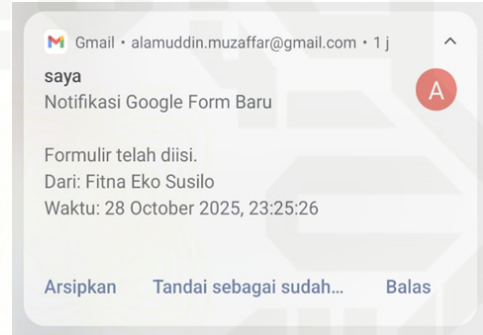 Gmail • alamuddin.muzaffar@gmail.com • 1 j
saya
A
Notifikasi Google Form Baru
Formulir telah diisi.
Dari: Fitna Eko Susilo
Waktu: 28 October 2025, 23:25:26
Arsipkan Tandai sebagai sudah... Balas